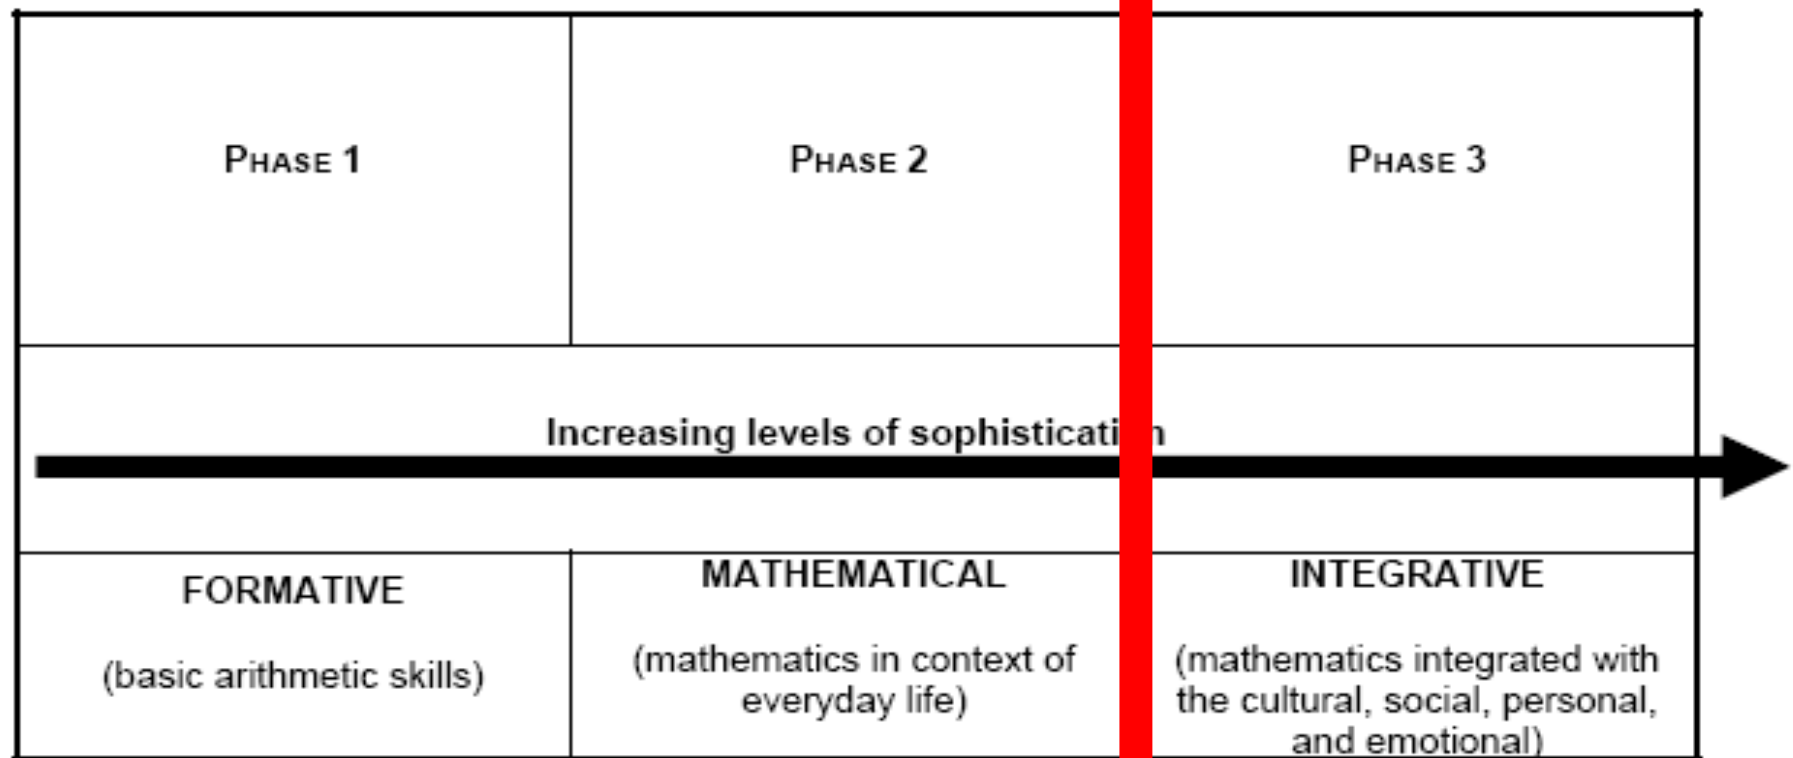 PHASE 1
PHASE 2
PHASE 3
Increasing levels of
FORMATIVE
(basic arithmetic skills)
MATHEMATICAL
(mathematics in context of
everyday life)
INTEGRATIVE
(mathematics integrated with
the cultural, social, personal,
and emotional)